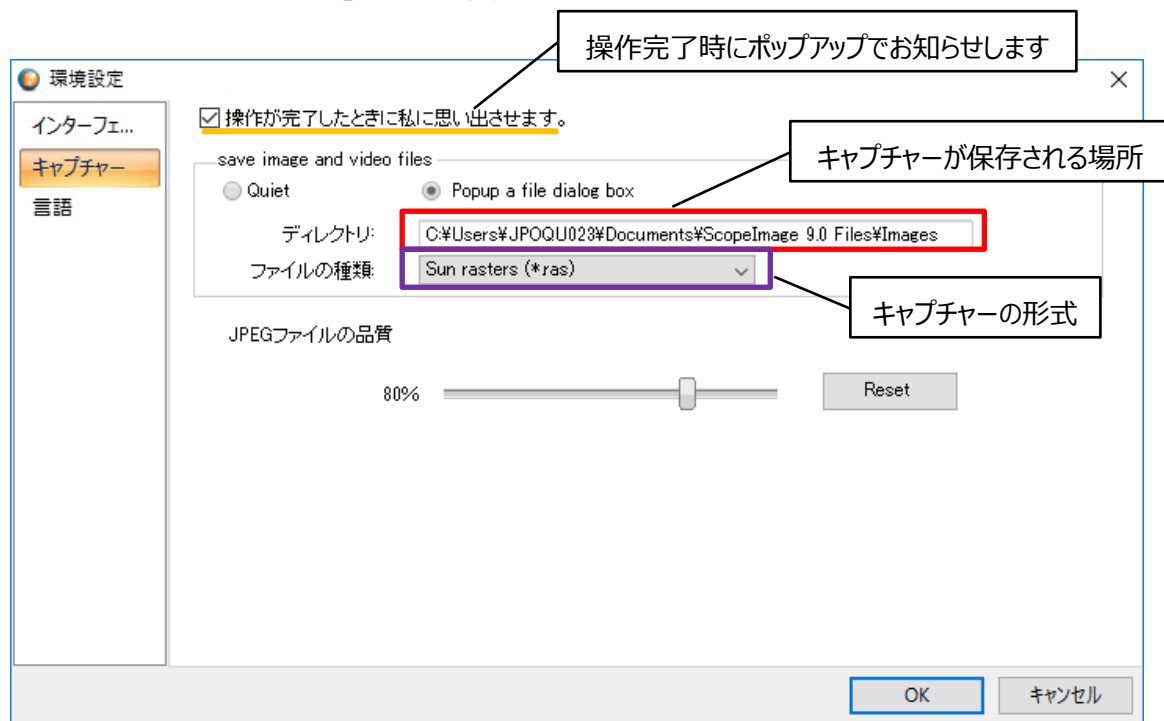 操作完了時にポップアップでお知らせします
環境設定
インターフェ...
キャプチャー
言語
操作が完了したときに私に思い出させます。
キャプチャーが保存される場所
save image and video files
Quiet
Popup a file dialog box
ディレクトリ:
C:¥Users¥JPOQU023¥Documents¥ScopeImage 9.0 Files¥Images
ファイルの種類:
Sun rasters (*ras)
キャプチャーの形式
JPEGファイルの品質
80%
Reset
OK
キャンセル